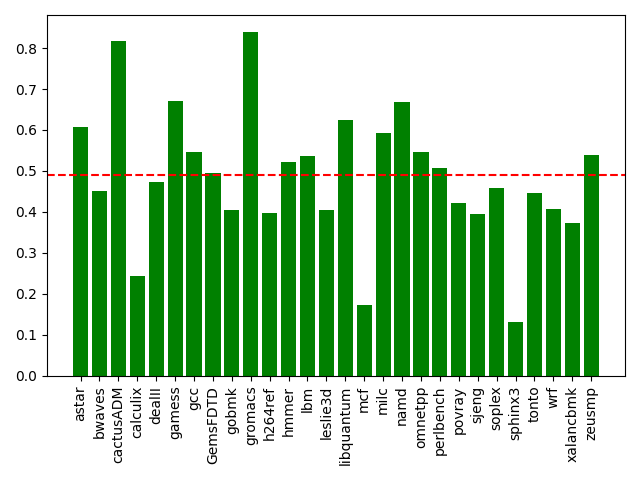 0.8
0.7
0.6
0.5
0.4
0.3
0.2
0.1
0.0
astar
bwaves
cactusADM
calculix
dealII
gamess
gcc
GemsFDTD
gobmk
gromacs
h264ref
hmmer
lbm
leslie3d
libquantum
mcf
milc
namd
omnetpp
perlbench
povray
sjeng
soplex
sphinx3
tonto
wrf
xalancbmk
zeusmp